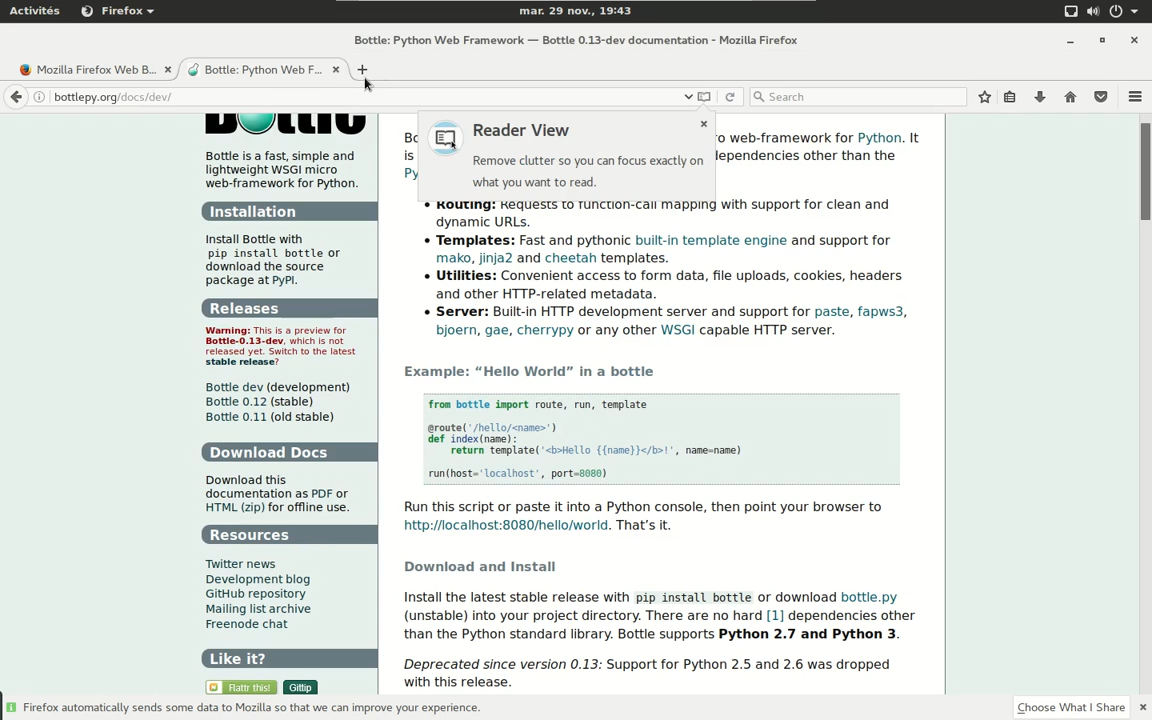 Activités
Firefox
mar. 29 nov., 19:43
Bottle: Python Web Framework — Bottle 0.13-dev documentation - Mozilla Firefox
Mozilla Firefox Web B...
Bottle: Python Web F...
bottlepy.org/docs/dev/
Search
Reader View
Remove clutter so you can focus exactly on
what you want to read.
Bottle is a fast, simple and
lightweight WSGI micro
web-framework for Python.
Installation
Install Bottle with
pip install bottle or
download the source
package at PyPI.
Releases
Warning: This is a preview for
Bottle-0.13-dev, which is not
released yet. Switch to the latest
stable release?
Bottle dev (development)
Bottle 0.12 (stable)
Bottle 0.11 (old stable)
Download Docs
Download this
documentation as PDF or
HTML (zip) for offline use.
Resources
Twitter news
Development blog
GitHub repository
Mailing list archive
Freenode chat
Like it?
Flattr this!
Gittip
web-framework for Python. It
is
dependencies other than the
Routing: Requests to function-call mapping with support for clean and
dynamic URLs.
Templates: Fast and pythonic built-in template engine and support for
mako, jinja2 and cheetah templates.
Utilities: Convenient access to form data, file uploads, cookies, headers
and other HTTP-related metadata.
Server: Built-in HTTP development server and support for paste, fapws3,
bjoern, gae, cherrypy or any other WSGI capable HTTP server.
Example: “Hello World” in a bottle
from bottle import route, run, template
@route('/hello/<name>')
def index(name):
return template('<b>Hello {{name}}</b>!', name=name)
run(host='localhost', port=8080)
Run this script or paste it into a Python console, then point your browser to
http://localhost:8080/hello/world. That’s it.
Download and Install
Install the latest stable release with pip install bottle or download bottle.py
(unstable) into your project directory. There are no hard [1] dependencies other
than the Python standard library. Bottle supports Python 2.7 and Python 3.
Deprecated since version 0.13: Support for Python 2.5 and 2.6 was dropped
with this release.
Firefox automatically sends some data to Mozilla so that we can improve your experience.
Choose What I Share